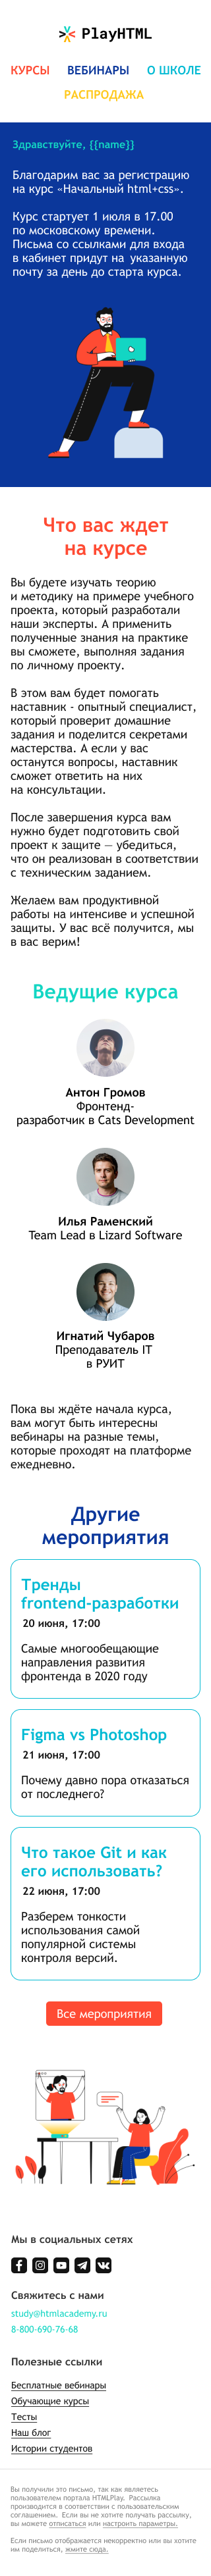 PlayHTML
КУРСЫ ВЕБИНАРЫ О ШКОЛЕ
РАСПРОДАЖА
Здравствуйте, {{name}}
Благодарим вас за регистрацию
на курс «Начальный html+css».
Курс стартует 1 июля в 17.00
по московскому времени.
Письма со ссылками для входа
в кабинет придут на указанную
почту за день до старта курса.
Что вас ждет
на курсе
Вы будете изучать теорию
и методику на примере учебного
проекта, который разработали
наши эксперты. А применить
полученные знания на практике
вы сможете, выполняя задания
по личному проекту.
В этом вам будет помогать
наставник - опытный специалист,
который проверит домашние
задания и поделится секретами
мастерства. А если у вас
останутся вопросы, наставник
сможет ответить на них
на консультации.
После завершения курса вам
нужно будет подготовить свой
проект к защите — убедиться,
что он реализован в соответствии
с техническим заданием.
Желаем вам продуктивной
работы на интенсиве и успешной
защиты. У вас всё получится, мы
в вас верим!
Ведущие курса
Антон Громов
Фронтенд-
разработчик в Cats Development
Илья Раменский
Team Lead в Lizard Software
Игнатий Чубаров
Преподаватель IT
в РУИТ
Пока вы ждёте начала курса,
вам могут быть интересны
вебинары на разные темы,
которые проходят на платформе
ежедневно.
Другие
мероприятия
Тренды
frontend-разработки
20 июня, 17:00
Самые многообещающие
направления развития
фронтенда в 2020 году
Figma vs Photoshop
21 июня, 17:00
Почему давно пора отказаться
от последнего?
Что такое Git и как
его использовать?
22 июня, 17:00
Разберем тонкости
использования самой
популярной системы
контроля версий.
Все мероприятия
Мы в социальных сетях
Свяжитесь с нами
study@htmlacademy.ru
8-800-690-76-68
Полезные ссылки
Бесплатные вебинары
Обучающие курсы
Тесты
Наш блог
Истории студентов
Вы получили это письмо, так как являетесь
пользователем портала HTMLPlay. Рассылка
производится в соответствии с пользовательским
соглашением. Если вы не хотите получать рассылку,
вы можете отписаться или настроить параметры.
Если письмо отображается некорректно или вы хотите
им поделиться, жмите сюда.